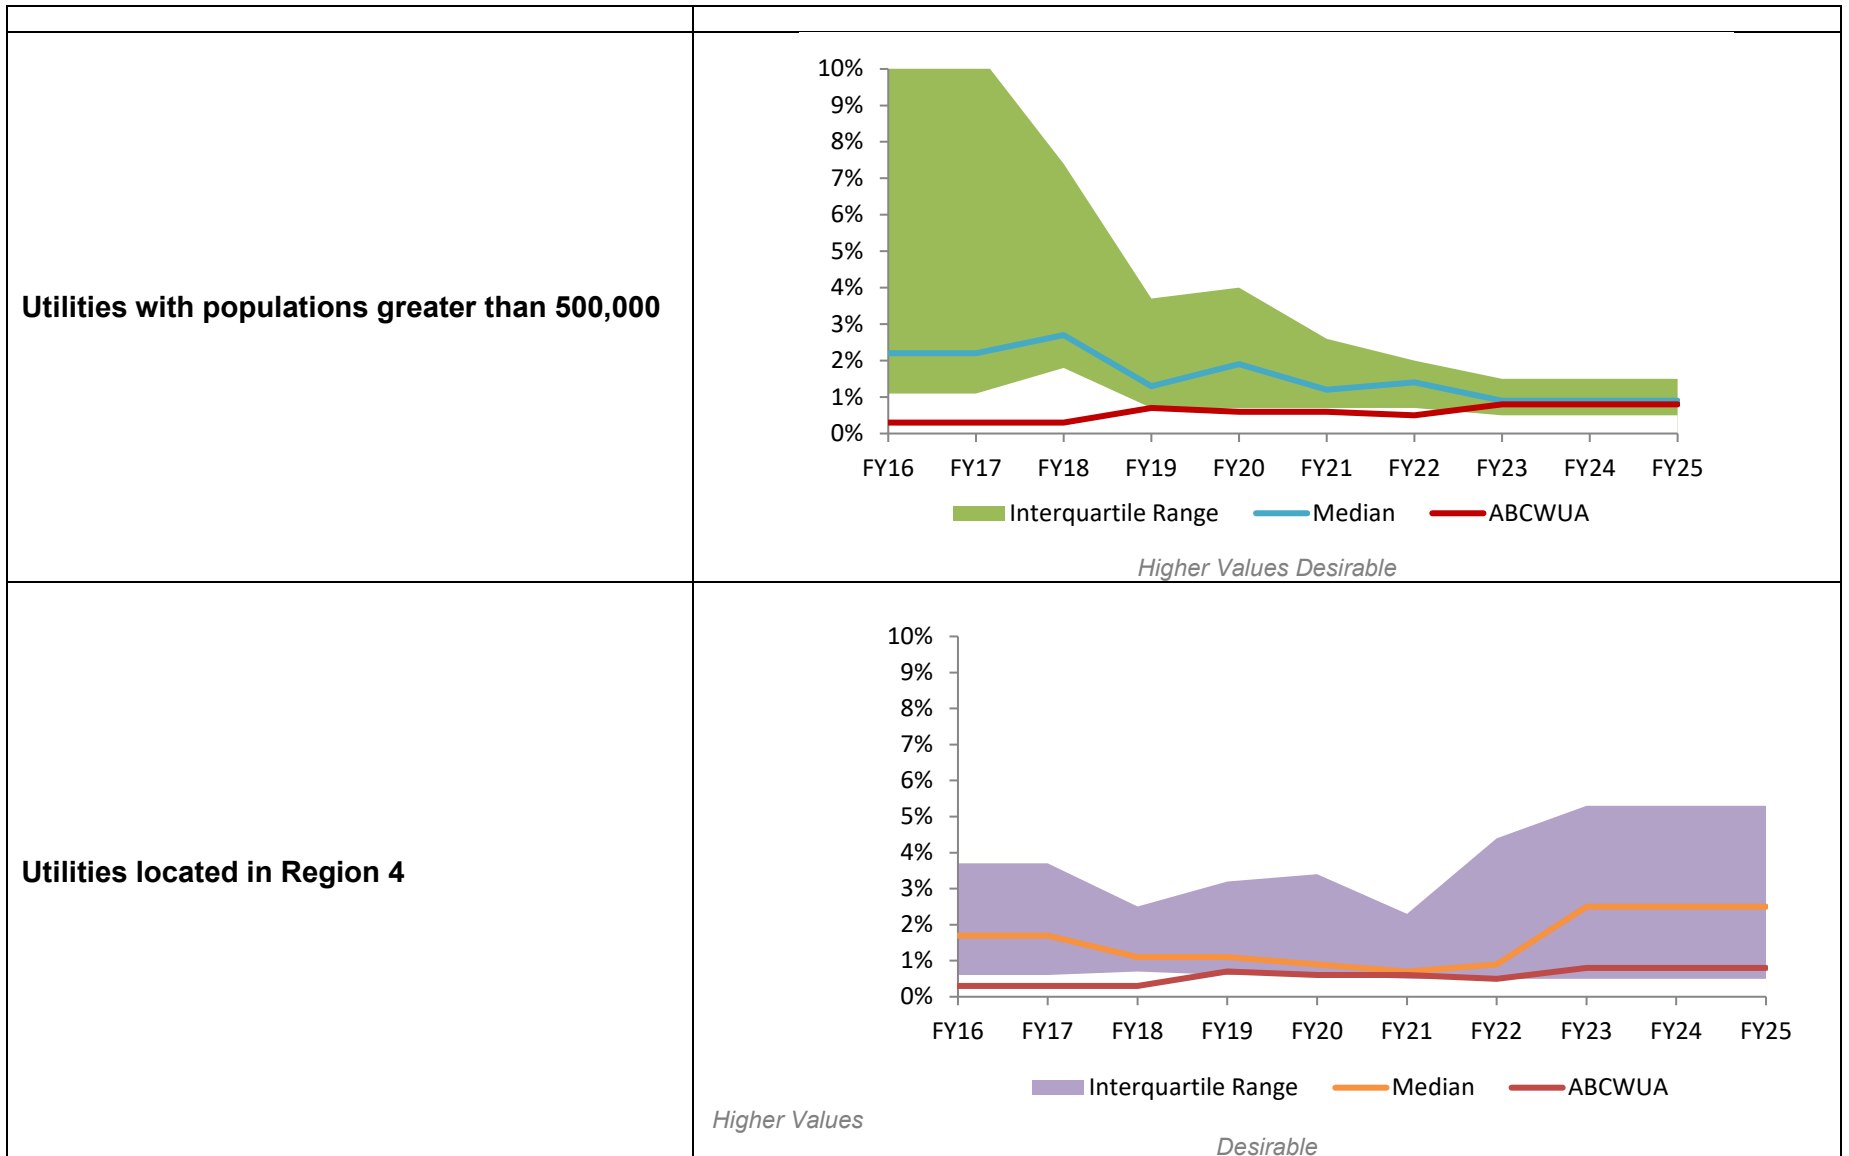 Utilities with populations greater than 500,000
10%
9%
8%
7%
6%
5%
4%
3%
2%
1%
0%
FY16 FY17 FY18 FY19 FY20 FY21 FY22 FY23 FY24 FY25
Interquartile Range Median ABCWUA
Higher Values Desirable
Utilities located in Region 4
10%
9%
8%
7%
6%
5%
4%
3%
2%
1%
0%
FY16 FY17 FY18 FY19 FY20 FY21 FY22 FY23 FY24 FY25
Interquartile Range Median ABCWUA
Higher Values
Desirable